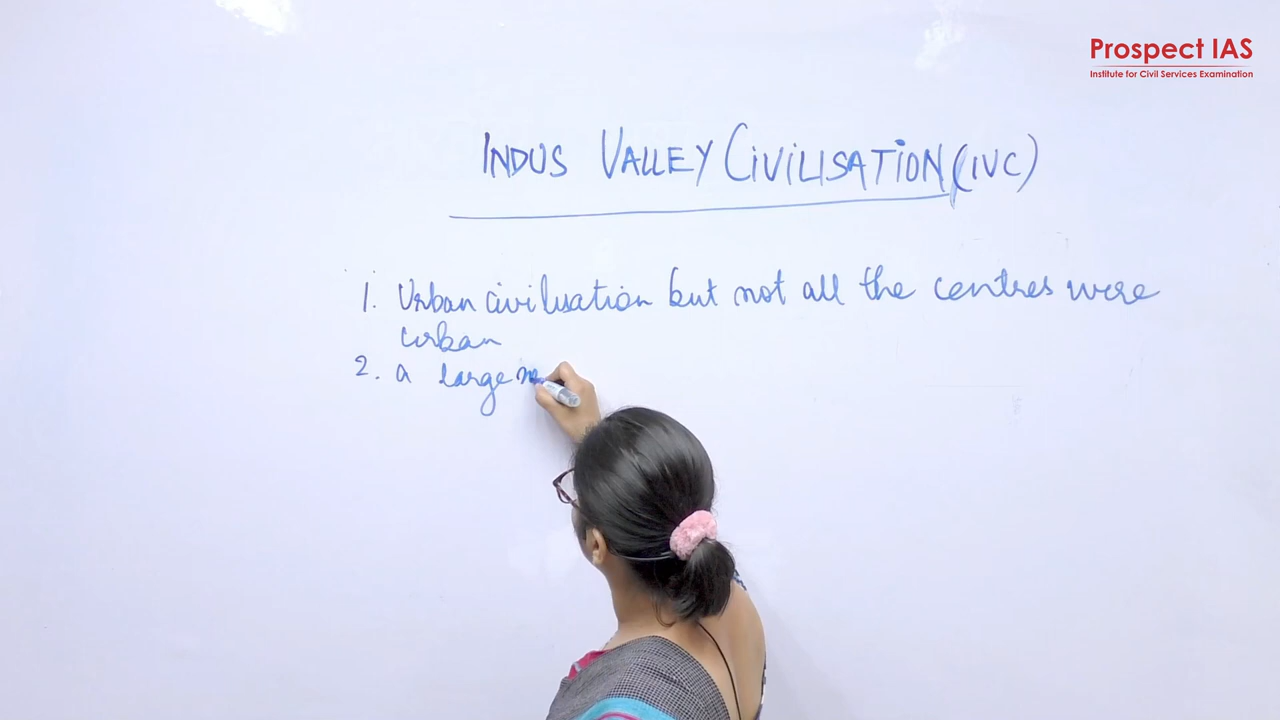 Prospect IAS
Institute for Civil Services Examination
INDUS VALLEY CIVILISATION (IVC)
1. Urban civilisation but not all the centres were
urban
2. a large